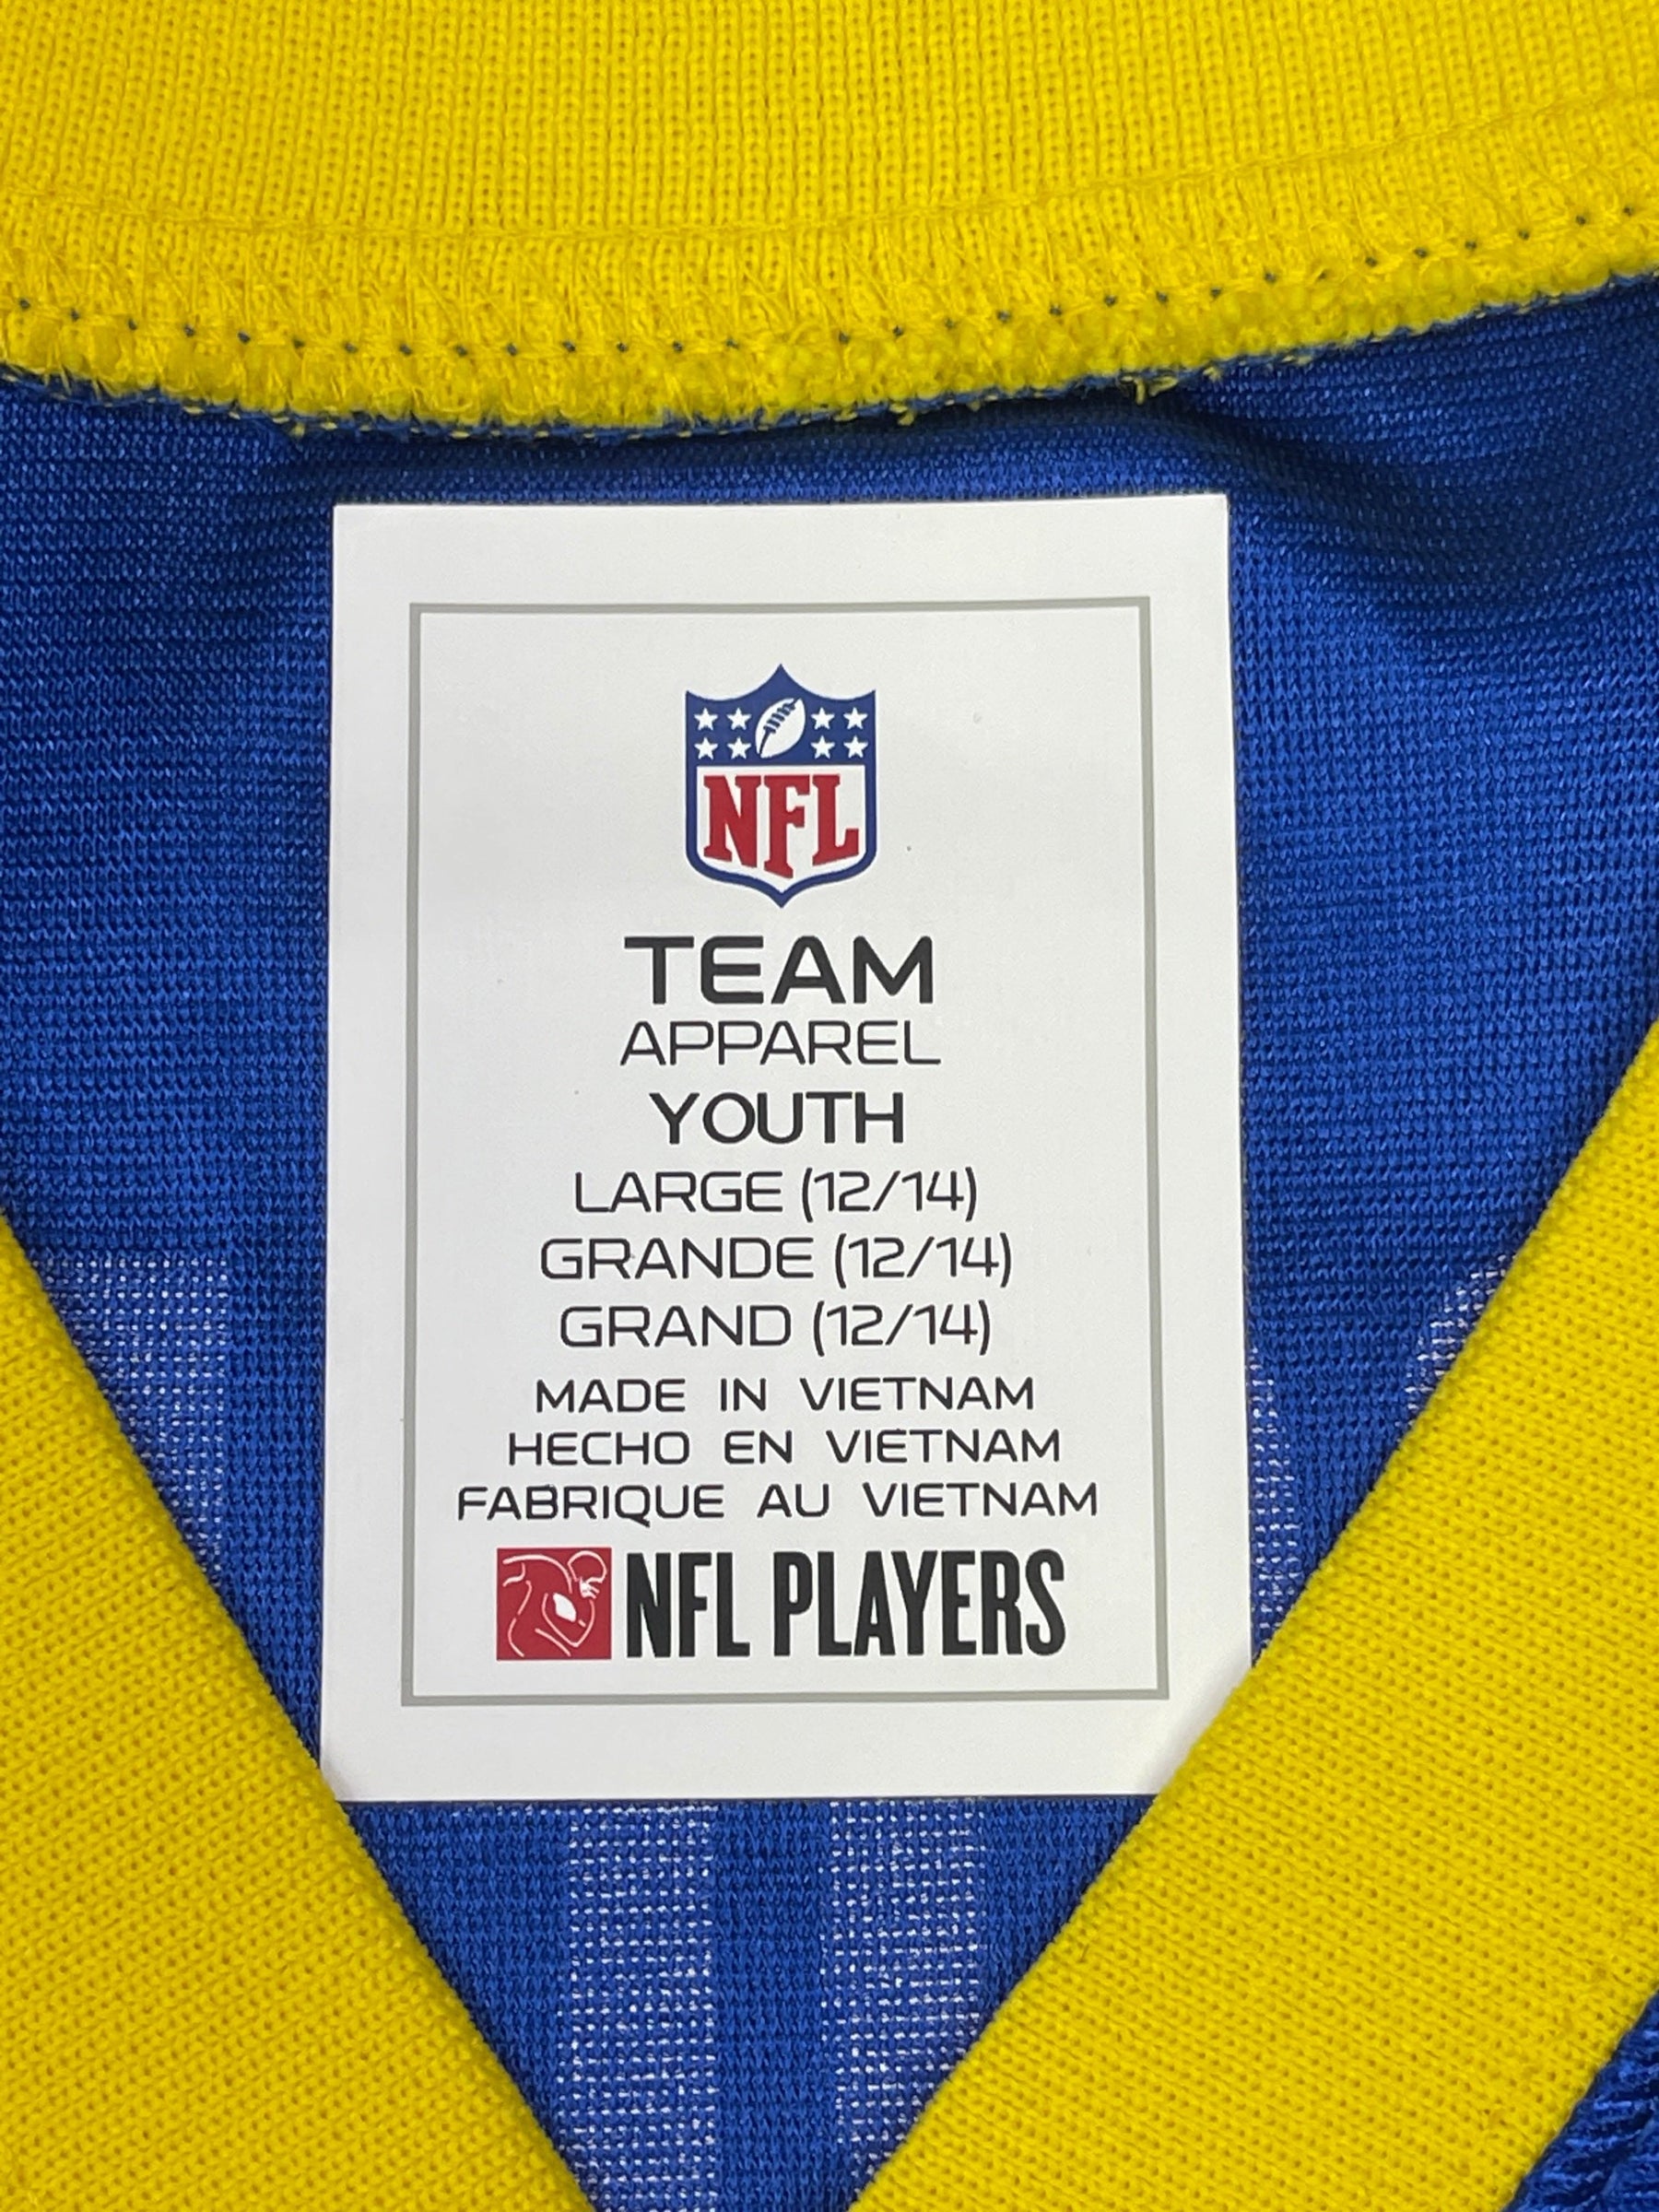 NFL
TEAM
APPAREL
YOUTH
LARGE (12/14)
GRANDE (12/14)
GRAND (12/14)
MADE IN VIETNAM
HECHO EN VIETNAM
FABRIQUE AU VIETNAM
NFL PLAYERS